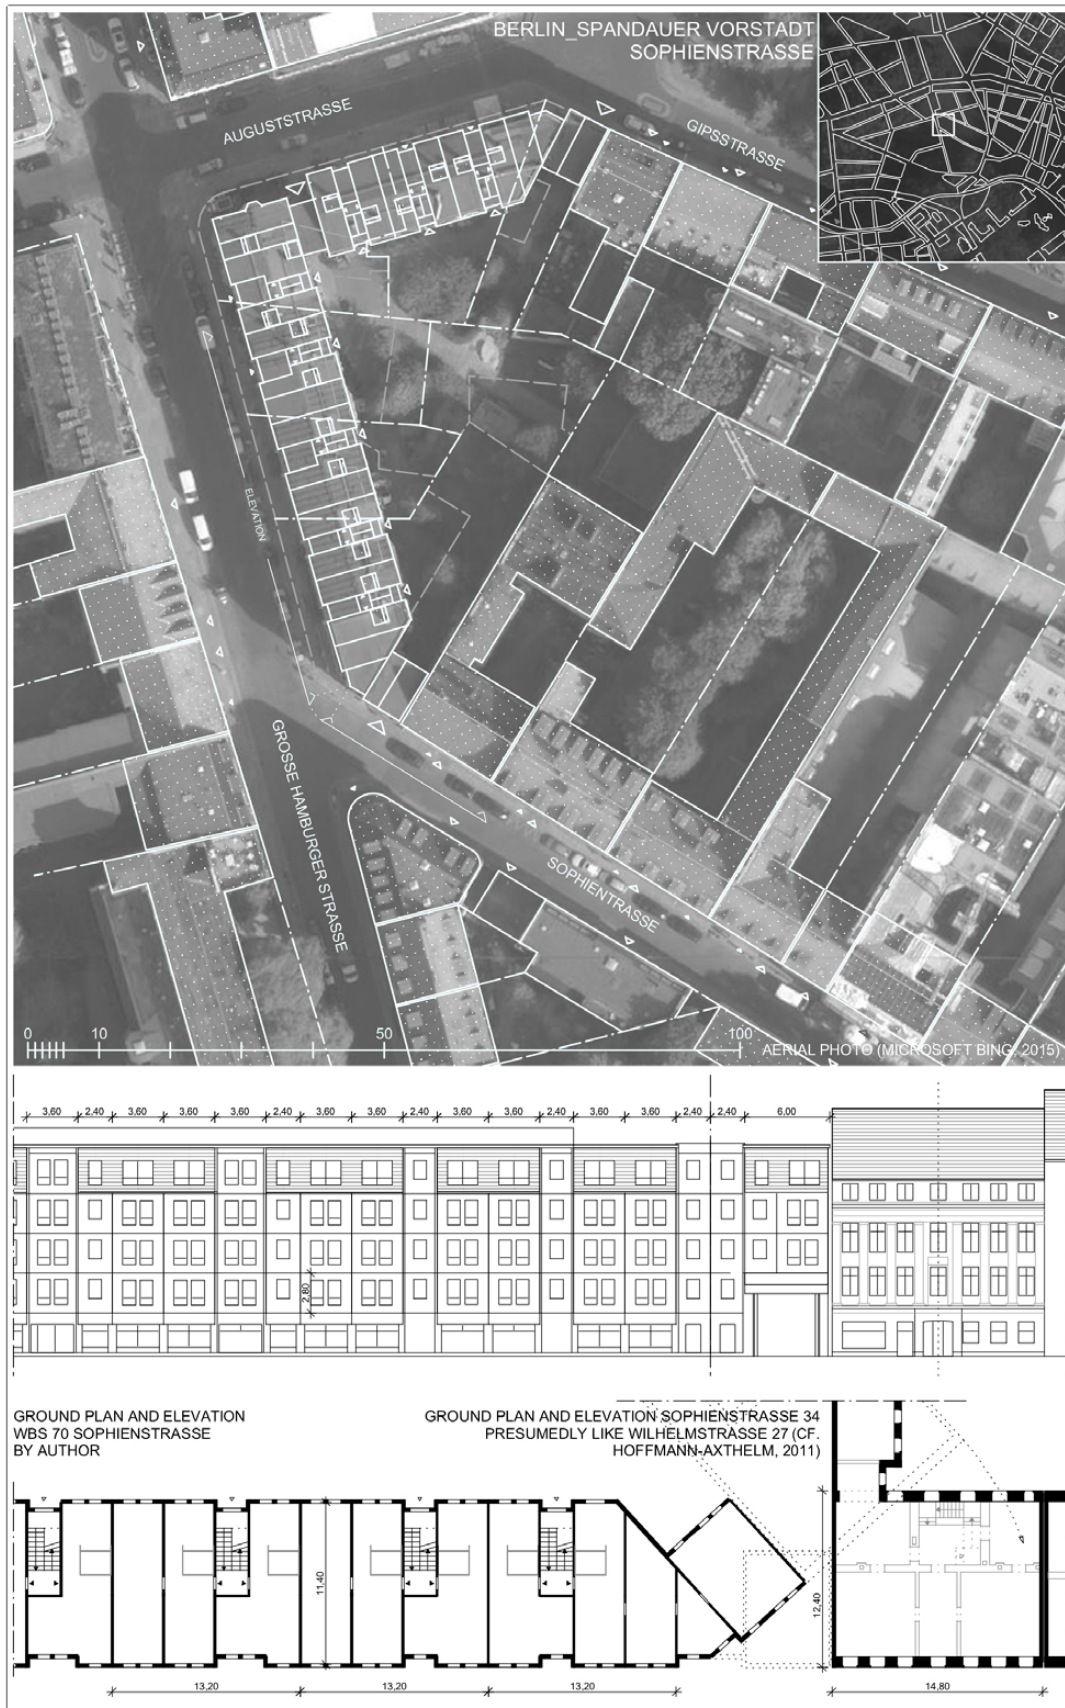 BERLIN_SPANDAUER VORSTADT
SOPHIENSTRASSE
AUGUSTSTRASSE
GIPSSTRASSE
ELEVATION
GROSSE HAMBURGER STRASSE
SOPHIENTRASSE
0 10 50 100
AERIAL PHOTO (MICROSOFT BING, 2015)
3,60 2,40 3,60 3,60 3,60 2,40 3,60 3,60 2,40 3,60 3,60 2,40 3,60 3,60 2,40 2,40 6,00
2,80
GROUND PLAN AND ELEVATION
WBS 70 SOPHIENSTRASSE
BY AUTHOR
GROUND PLAN AND ELEVATION SOPHIENSTRASSE 34
PRESUMEDLY LIKE WILHELMSTRASSE 27 (CF.
HOFFMANN-AXTHELM, 2011)
11,40
12,40
13,20 13,20 13,20 14,80